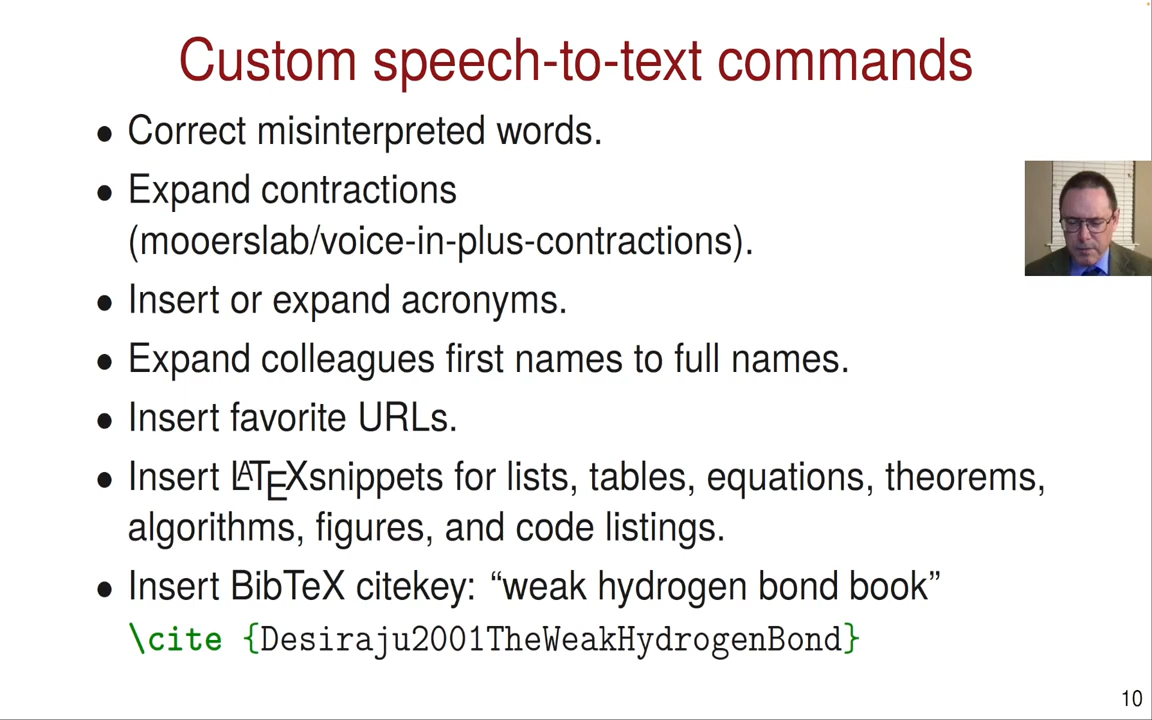 Custom speech-to-text commands
• Correct misinterpreted words.
• Expand contractions
(mooerslab/voice-in-plus-contractions).
• Insert or expand acronyms.
• Expand colleagues first names to full names.
• Insert favorite URLs.
• Insert LATEXsnippets for lists, tables, equations, theorems,
algorithms, figures, and code listings.
• Insert BibTeX citekey: “weak hydrogen bond book”
\cite {Desiraju2001TheWeakHydrogenBond}
10